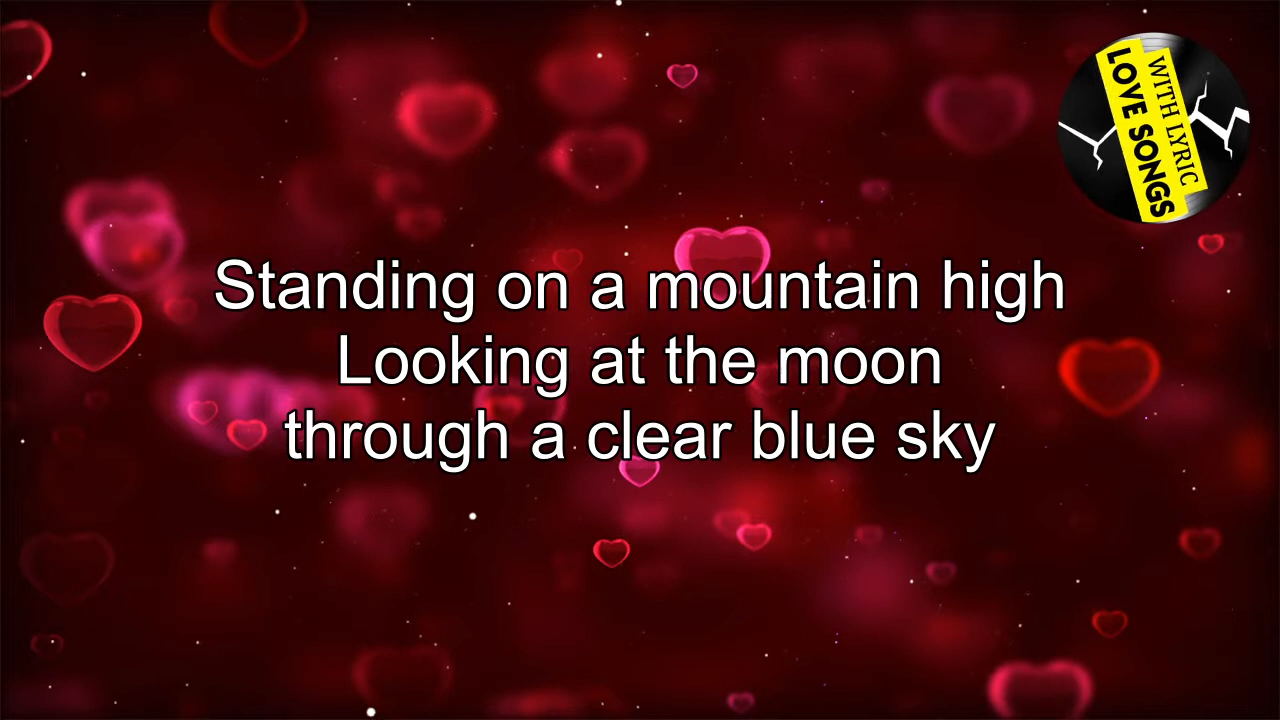 WITH LYRIC
LOVE SONGS
Standing on a mountain high
Looking at the moon
through a clear blue sky